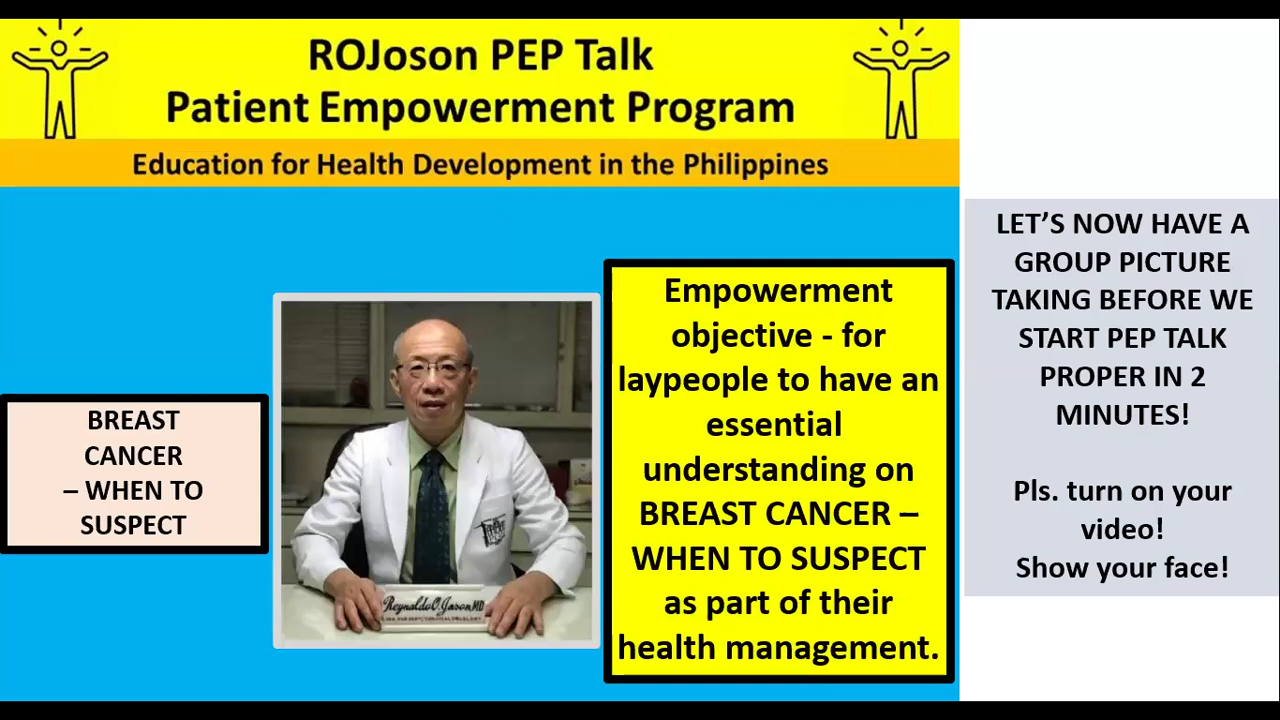 ROJoson PEP Talk
Patient Empowerment Program
Education for Health Development in the Philippines
BREAST
CANCER
– WHEN TO
SUSPECT
Reynaldo O. Joson, MD
Empowerment
objective - for
laypeople to have an
essential
understanding on
BREAST CANCER –
WHEN TO SUSPECT
as part of their
health management.
LET’S NOW HAVE A
GROUP PICTURE
TAKING BEFORE WE
START PEP TALK
PROPER IN 2
MINUTES!
Pls. turn on your
video!
Show your face!